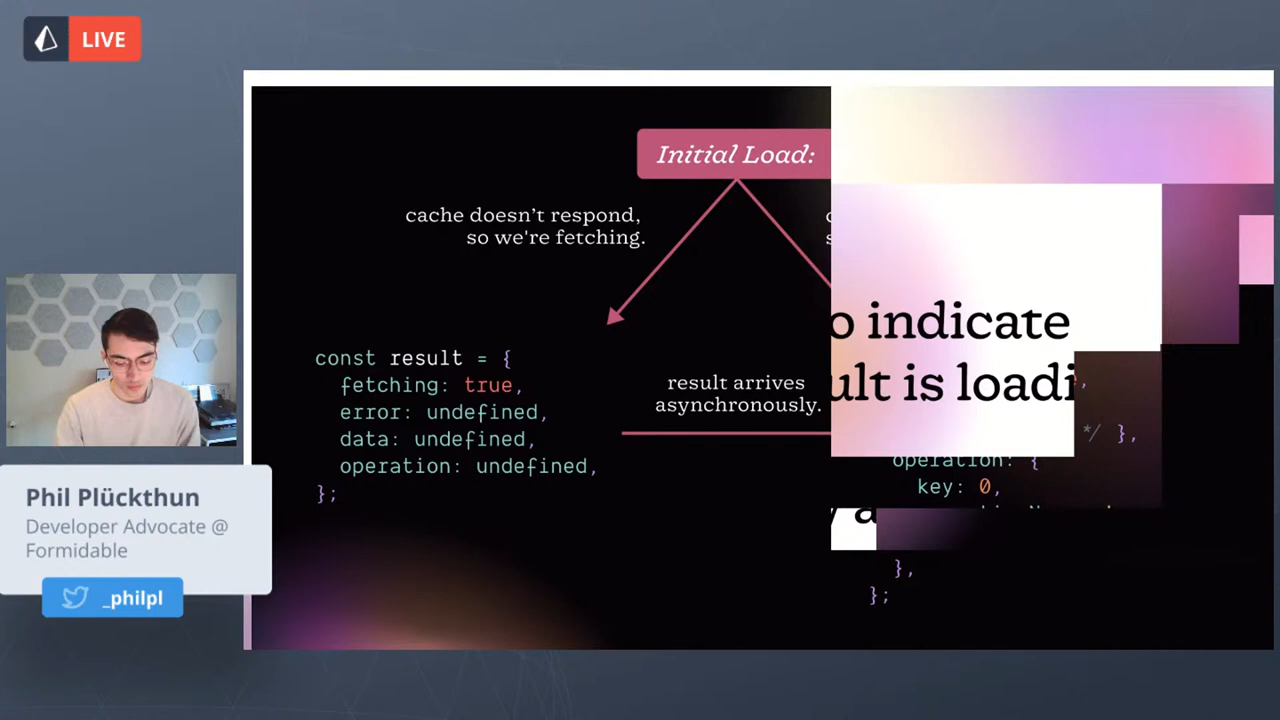 LIVE
Initial Load:
cache doesn't respond,
so we're fetching.
o indicate
ult is loadi
const result = {
fetching: true,
error: undefined,
data: undefined,
operation: undefined,
};
result arrives
asynchronously.
,
*/ },
operation: {
key: 0,
},
};
Phil Plückthun
Developer Advocate @
Formidable
_philpl